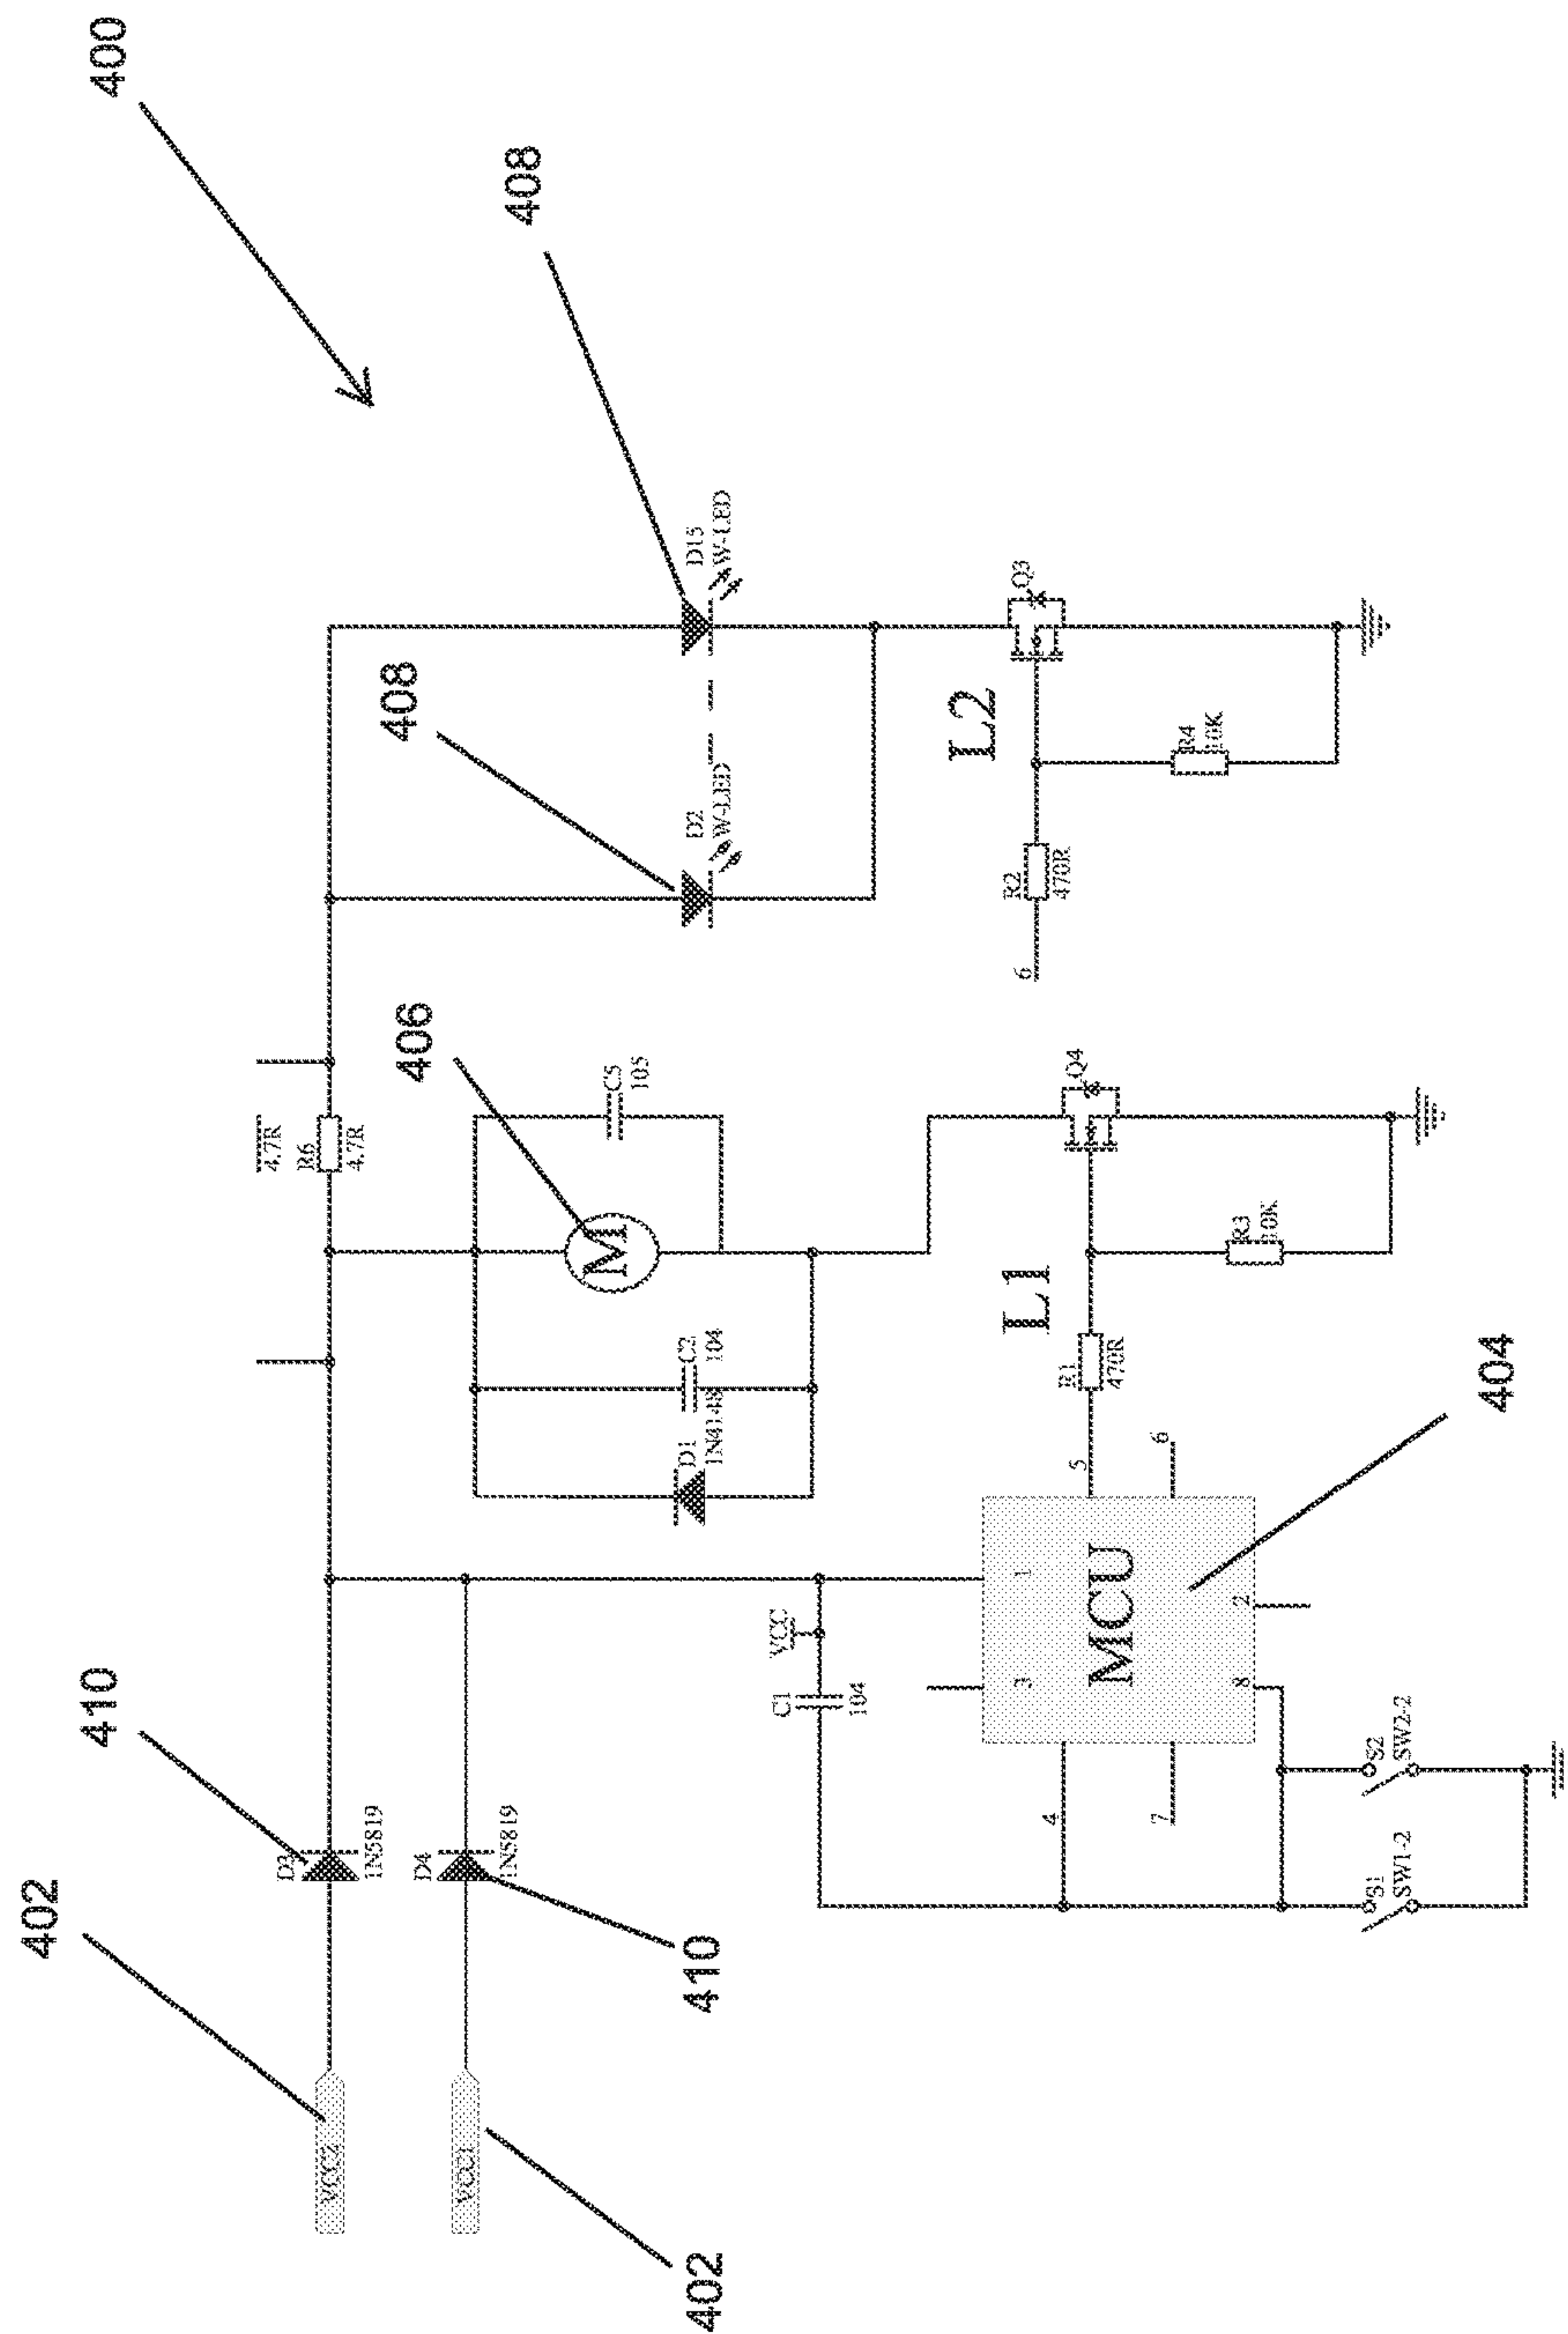 400
408
408
406
410
402
410
402
404
VCC2
VCC1
D3
1N5819
D4
1N5819
4.7R
R6
4.7R
D1
1N4148
C2
104
M
C5
105
D2
W-LED
D15
W-LED
VCC
C1
104
MCU
1
3
4
7
8
2
5
6
L1
R1
470R
R3
10K
Q4
L2
6
R2
470R
R4
10K
Q3
S1
SW1-2
S2
SW2-2